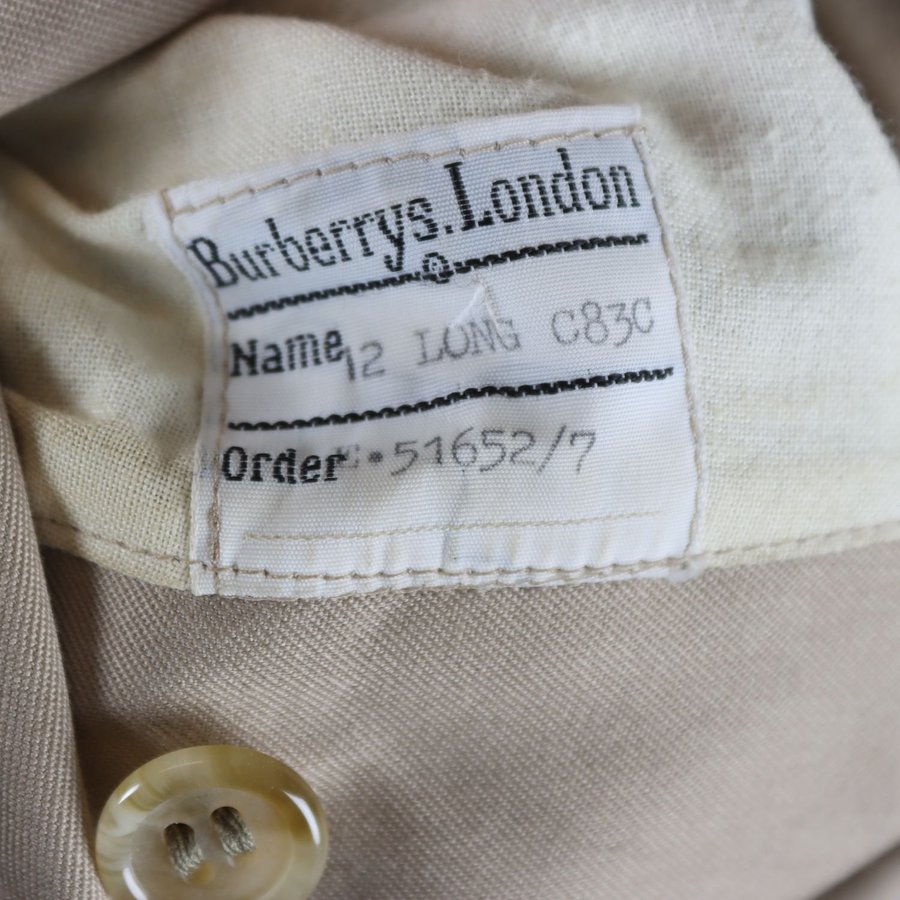 Burberrys. London
Name 12 LONG C83C
Order E·51652/7